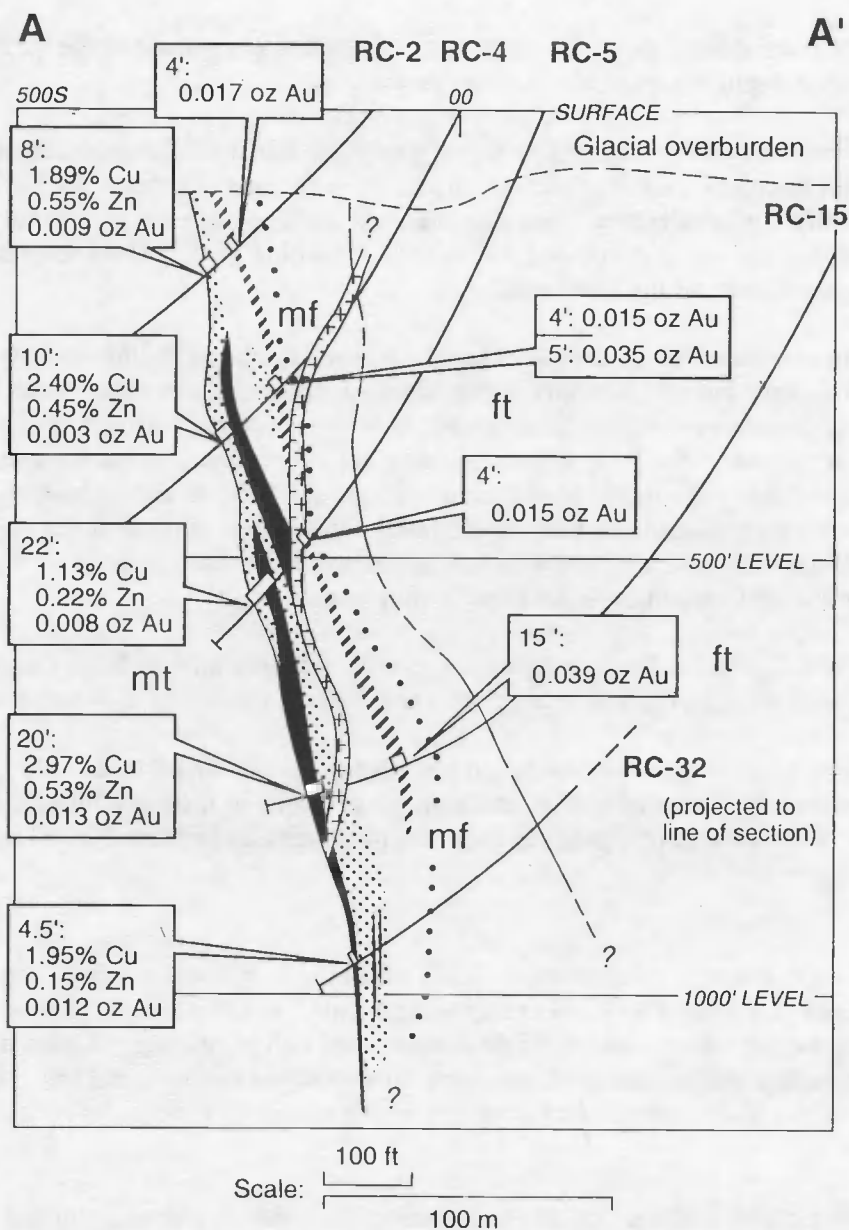 A
A'
RC-2
RC-4
RC-5
4':
0.017 oz Au
500S
00
SURFACE
Glacial overburden
8':
1.89% Cu
0.55% Zn
0.009 oz Au
?
RC-15
mf
4': 0.015 oz Au
5': 0.035 oz Au
10':
2.40% Cu
0.45% Zn
0.003 oz Au
ft
4':
0.015 oz Au
22':
1.13% Cu
0.22% Zn
0.008 oz Au
500' LEVEL
15':
0.039 oz Au
ft
mt
20':
2.97% Cu
0.53% Zn
0.013 oz Au
RC-32
(projected to
line of section)
mf
4.5':
1.95% Cu
0.15% Zn
0.012 oz Au
?
1000' LEVEL
?
100 ft
Scale:
100 m